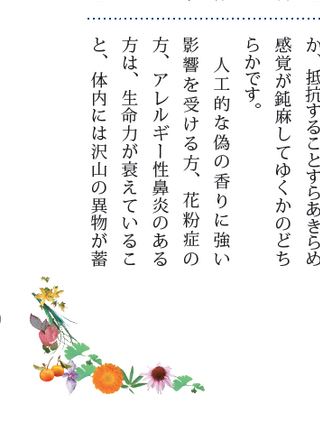 か、抵抗することすらあきらめ
感覚が鈍麻してゆくかのどち
らかです。
人工的な偽の香りに強い
影響を受ける方、花粉症の
方、アレルギー性鼻炎のある
方は、生命力が衰えているこ
と、体内には沢山の異物が蓄